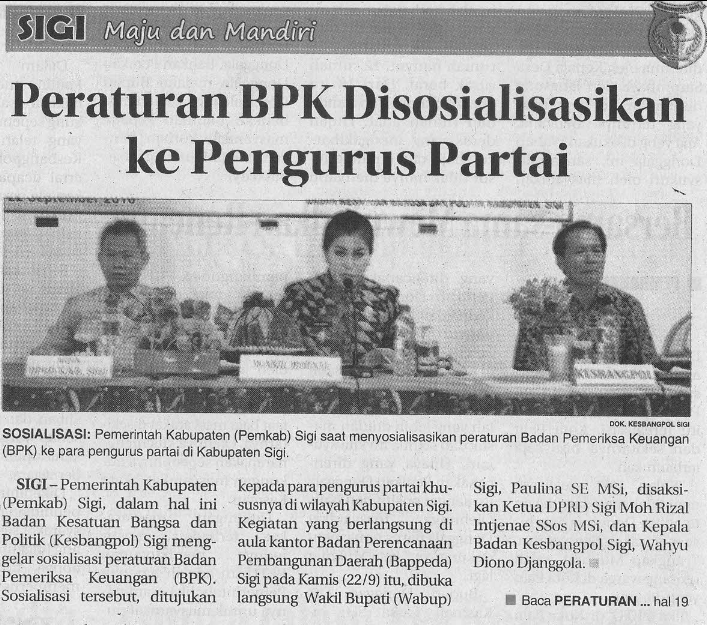 SIGI Maju dan Mandiri
Peraturan BPK Disosialisasikan
ke Pengurus Partai
22 September 2016
KESBANGPOL
DOK. KESBANGPOL SIGI
SOSIALISASI: Pemerintah Kabupaten (Pemkab) Sigi saat menyosialisasikan peraturan Badan Pemeriksa Keuangan
(BPK) ke para pengurus partai di Kabupaten Sigi.
SIGI – Pemerintah Kabupaten
(Pemkab) Sigi, dalam hal ini
Badan Kesatuan Bangsa dan
Politik (Kesbangpol) Sigi meng-
gelar sosialisasi peraturan Badan
Pemeriksa Keuangan (BPK).
Sosialisasi tersebut, ditujukan
kepada para pengurus partai khu-
susnya di wilayah Kabupaten Sigi.
Kegiatan yang berlangsung di
aula kantor Badan Perencanaan
Pembangunan Daerah (Bappeda)
Sigi pada Kamis (22/9) itu, dibuka
langsung Wakil Bupati (Wabup)
Sigi, Paulina SE MSi, disaksi-
kan Ketua DPRD Sigi Moh Rizal
Intjenae SSos MSi, dan Kepala
Badan Kesbangpol Sigi, Wahyu
Diono Djanggola.
Baca PERATURAN ... hal 19